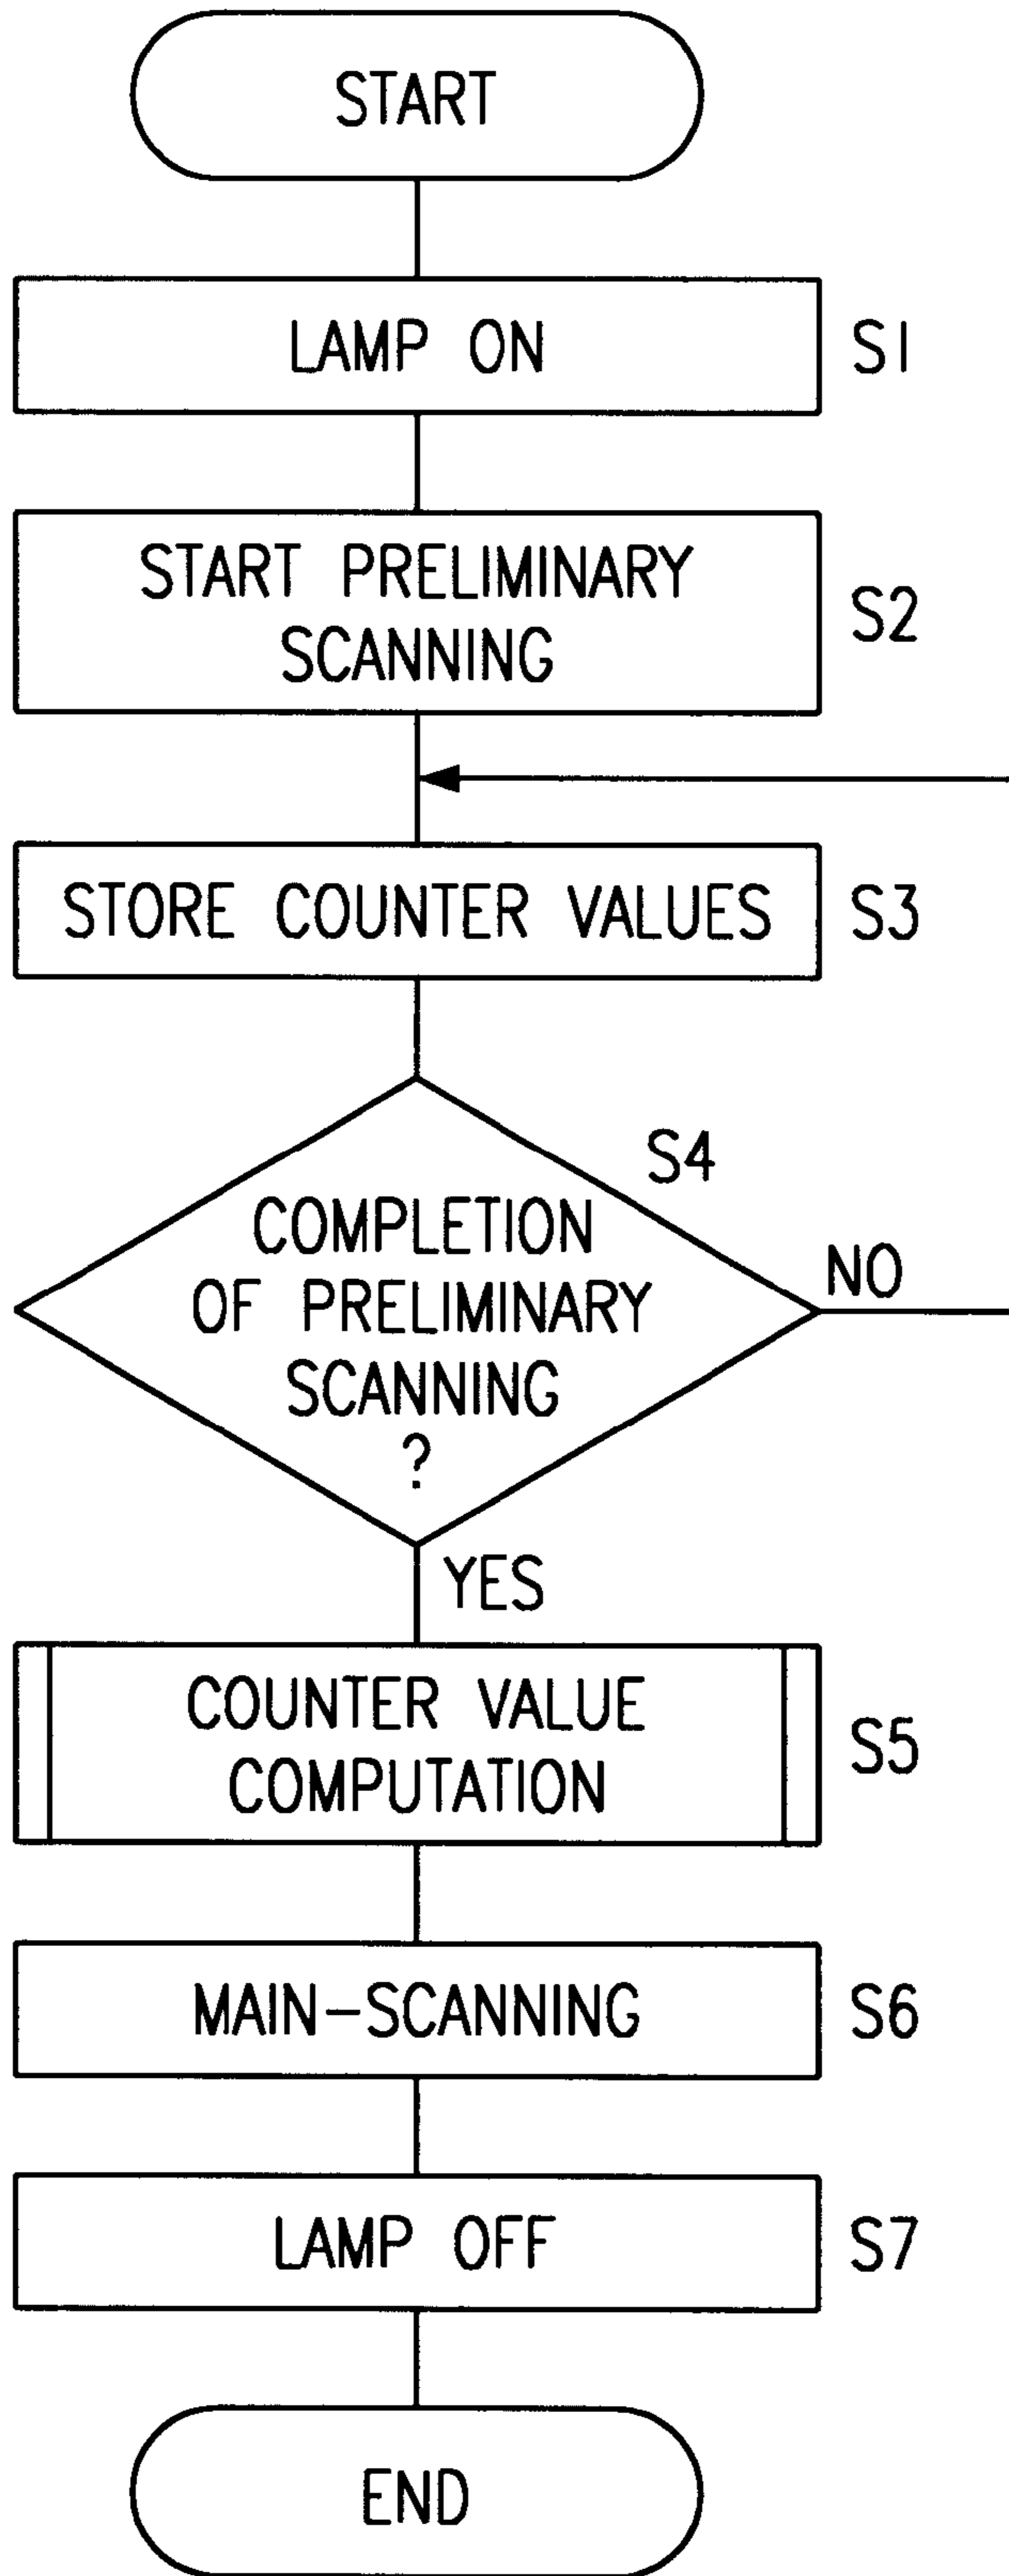 START
LAMP ON
S1
START PRELIMINARY
SCANNING
S2
STORE COUNTER VALUES
S3
S4
COMPLETION
OF PRELIMINARY
SCANNING
?
NO
YES
COUNTER VALUE
COMPUTATION
S5
MAIN-SCANNING
S6
LAMP OFF
S7
END